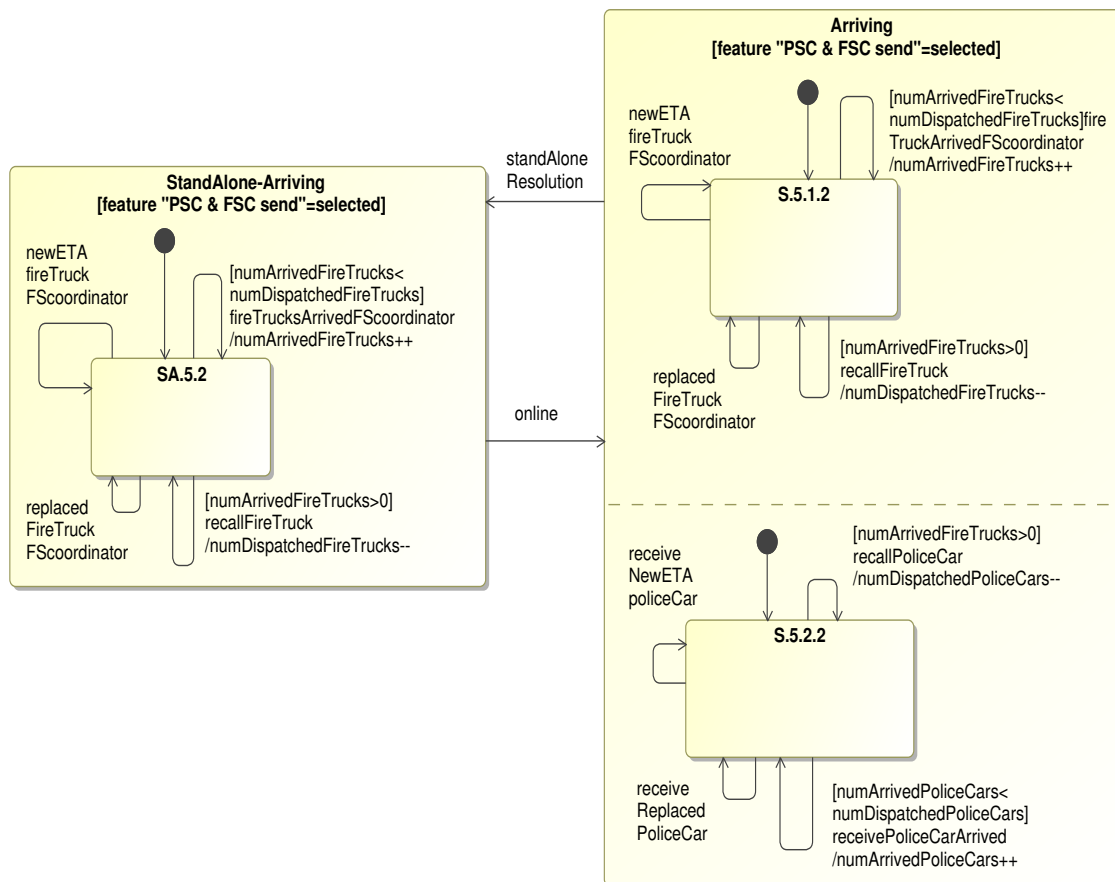 Arriving
[feature "PSC & FSC send"=selected]
newETA
fireTruck
FScoordinator
[numArrivedFireTrucks<
numDispatchedFireTrucks]fire
TruckArrivedFScoordinator
/numArrivedFireTrucks++
S.5.1.2
replaced
FireTruck
FScoordinator
[numArrivedFireTrucks>0]
recallFireTruck
/numDispatchedFireTrucks--
standAlone
Resolution
StandAlone-Arriving
[feature "PSC & FSC send"=selected]
newETA
fireTruck
FScoordinator
[numArrivedFireTrucks<
numDispatchedFireTrucks]
fireTrucksArrivedFScoordinator
/numArrivedFireTrucks++
SA.5.2
replaced
FireTruck
FScoordinator
[numArrivedFireTrucks>0]
recallFireTruck
/numDispatchedFireTrucks--
online
receive
NewETA
policeCar
[numArrivedFireTrucks>0]
recallPoliceCar
/numDispatchedPoliceCars--
S.5.2.2
receive
Replaced
PoliceCar
[numArrivedPoliceCars<
numDispatchedPoliceCars]
receivePoliceCarArrived
/numArrivedPoliceCars++